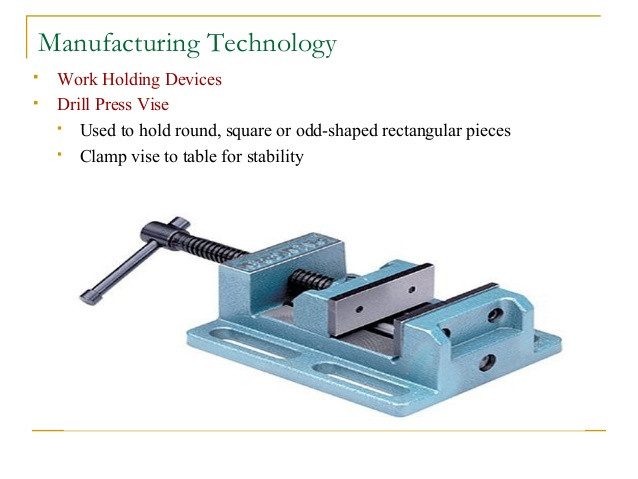 Manufacturing Technology
Work Holding Devices
Drill Press Vise
Used to hold round, square or odd-shaped rectangular pieces
Clamp vise to table for stability